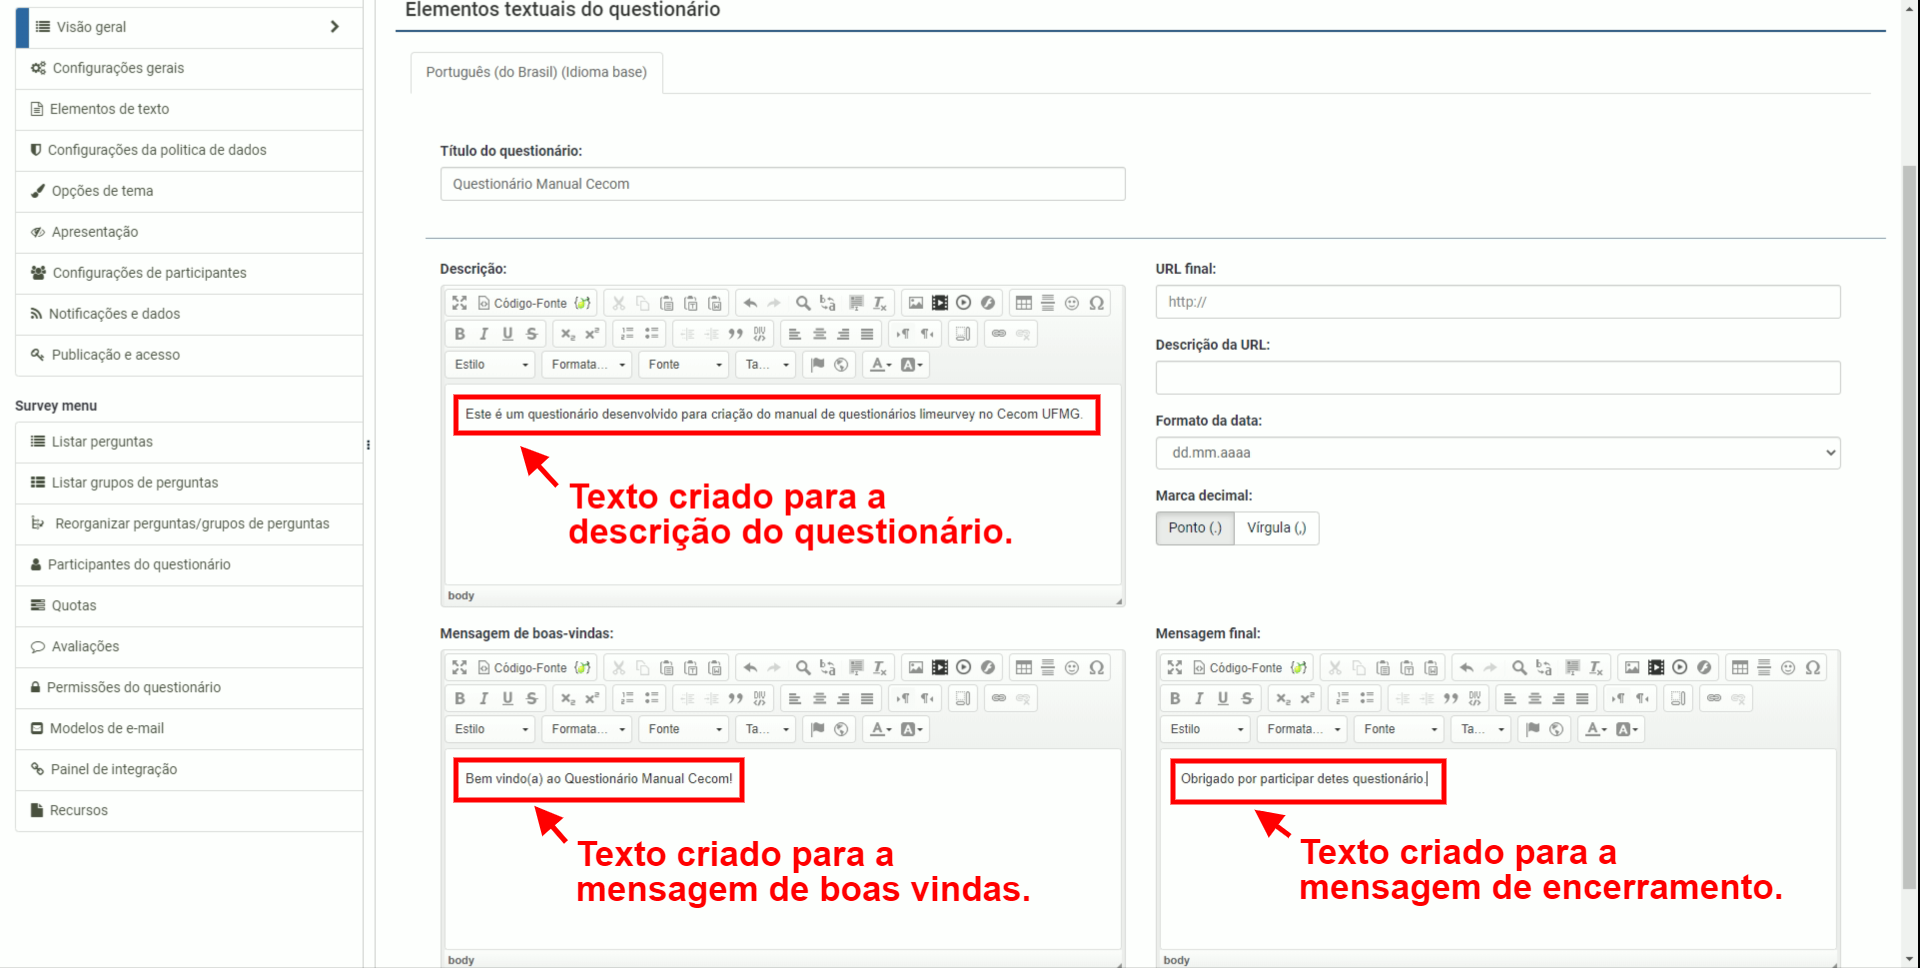 Visão geral
Configurações gerais
Elementos de texto
Configurações da politica de dados
Opções de tema
Apresentação
Configurações de participantes
Notificações e dados
Publicação e acesso
Survey menu
Listar perguntas
Listar grupos de perguntas
Reorganizar perguntas/grupos de perguntas
Participantes do questionário
Quotas
Avaliações
Permissões do questionário
Modelos de e-mail
Painel de integração
Recursos
Elementos textuais do questionário
Português (do Brasil) (Idioma base)
Título do questionário:
Questionário Manual Cecom
Descrição:
Código-Fonte
Estilo Formata... Fonte Ta...
Este é um questionário desenvolvido para criação do manual de questionários limeurvey no Cecom UFMG.
Texto criado para a
descrição do questionário.
body
URL final:
http://
Descrição da URL:
Formato da data:
dd.mm.aaaa
Marca decimal:
Ponto (.) Vírgula (,)
Mensagem de boas-vindas:
Código-Fonte
Estilo Formata... Fonte Ta...
Bem vindo(a) ao Questionário Manual Cecom!
Texto criado para a
mensagem de boas vindas.
body
Mensagem final:
Código-Fonte
Estilo Formata... Fonte Ta...
Obrigado por participar detes questionário.
Texto criado para a
mensagem de encerramento.
body